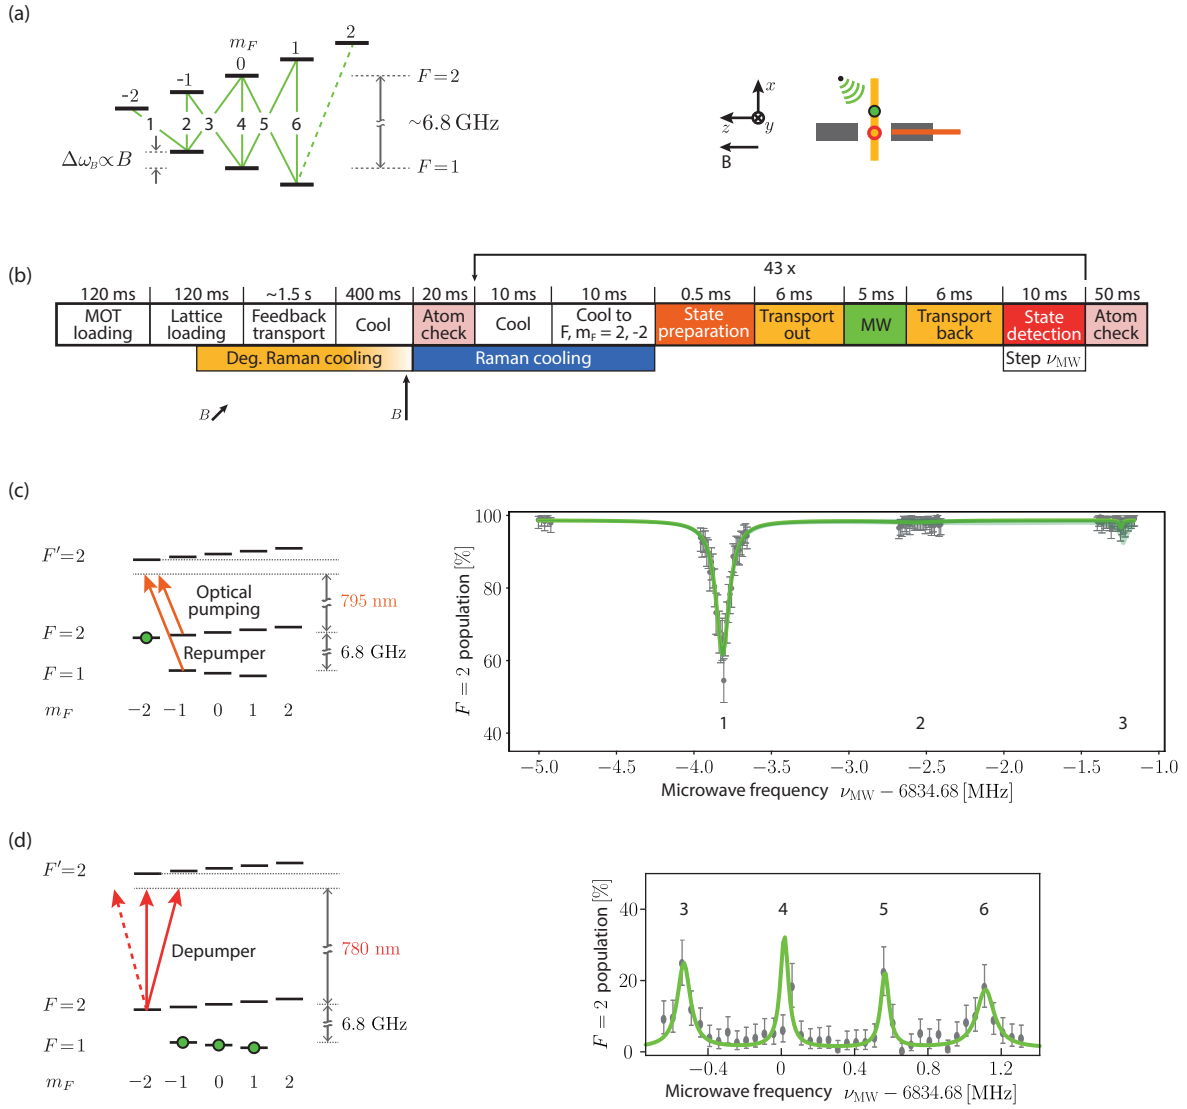 (a)
m_F
-2
-1
0
1
2
1
2
3
4
5
6
Δω_B ∝ B
F = 2
~6.8 GHz
F = 1
x
z
y
B
(b)
43 x
120 ms
120 ms
~1.5 s
400 ms
20 ms
10 ms
10 ms
0.5 ms
6 ms
5 ms
6 ms
10 ms
50 ms
MOT loading
Lattice loading
Feedback transport
Cool
Atom check
Cool
Cool to F, m_F = 2, -2
State preparation
Transport out
MW
Transport back
State detection
Atom check
Deg. Raman cooling
Raman cooling
Step ν_MW
B
B
(c)
F′=2
Optical pumping
795 nm
F=2
Repumper
6.8 GHz
F=1
m_F −2 −1 0 1 2
F = 2 population [%]
100
80
60
40
1 2 3
−5.0 −4.5 −4.0 −3.5 −3.0 −2.5 −2.0 −1.5 −1.0
Microwave frequency ν_MW − 6834.68 [MHz]
(d)
F′=2
Depumper
780 nm
F=2
6.8 GHz
F=1
m_F −2 −1 0 1 2
F = 2 population [%]
40
20
0
3 4 5 6
−0.4 0 0.4 0.8 1.2
Microwave frequency ν_MW − 6834.68 [MHz]